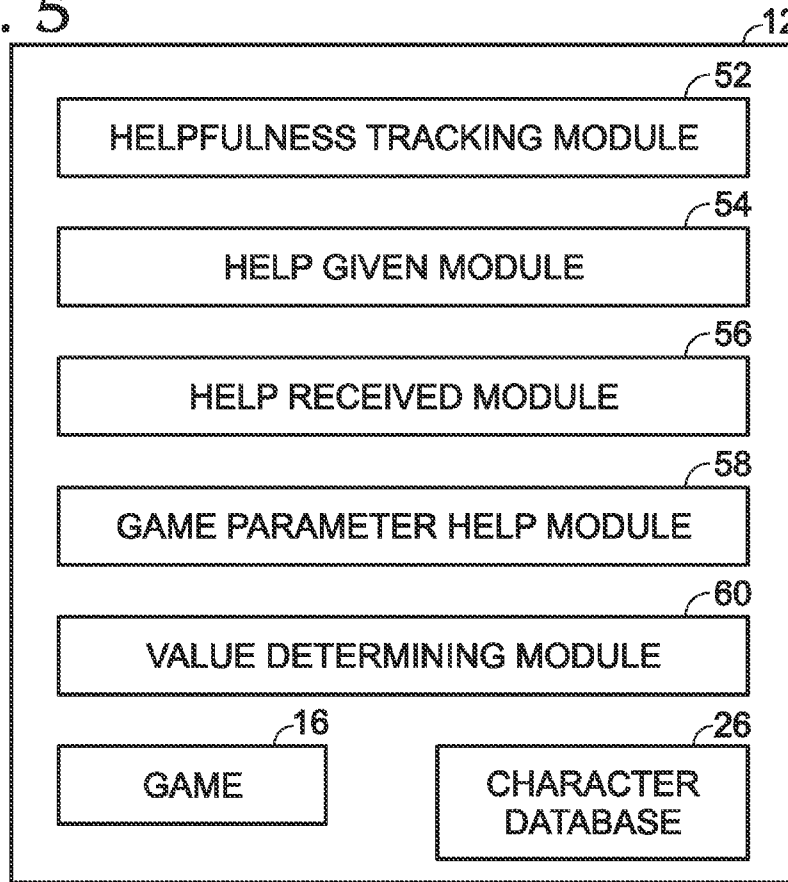 . 5
12
52
HELPFULNESS TRACKING MODULE
54
HELP GIVEN MODULE
56
HELP RECEIVED MODULE
58
GAME PARAMETER HELP MODULE
60
VALUE DETERMINING MODULE
16
GAME
26
CHARACTER
DATABASE